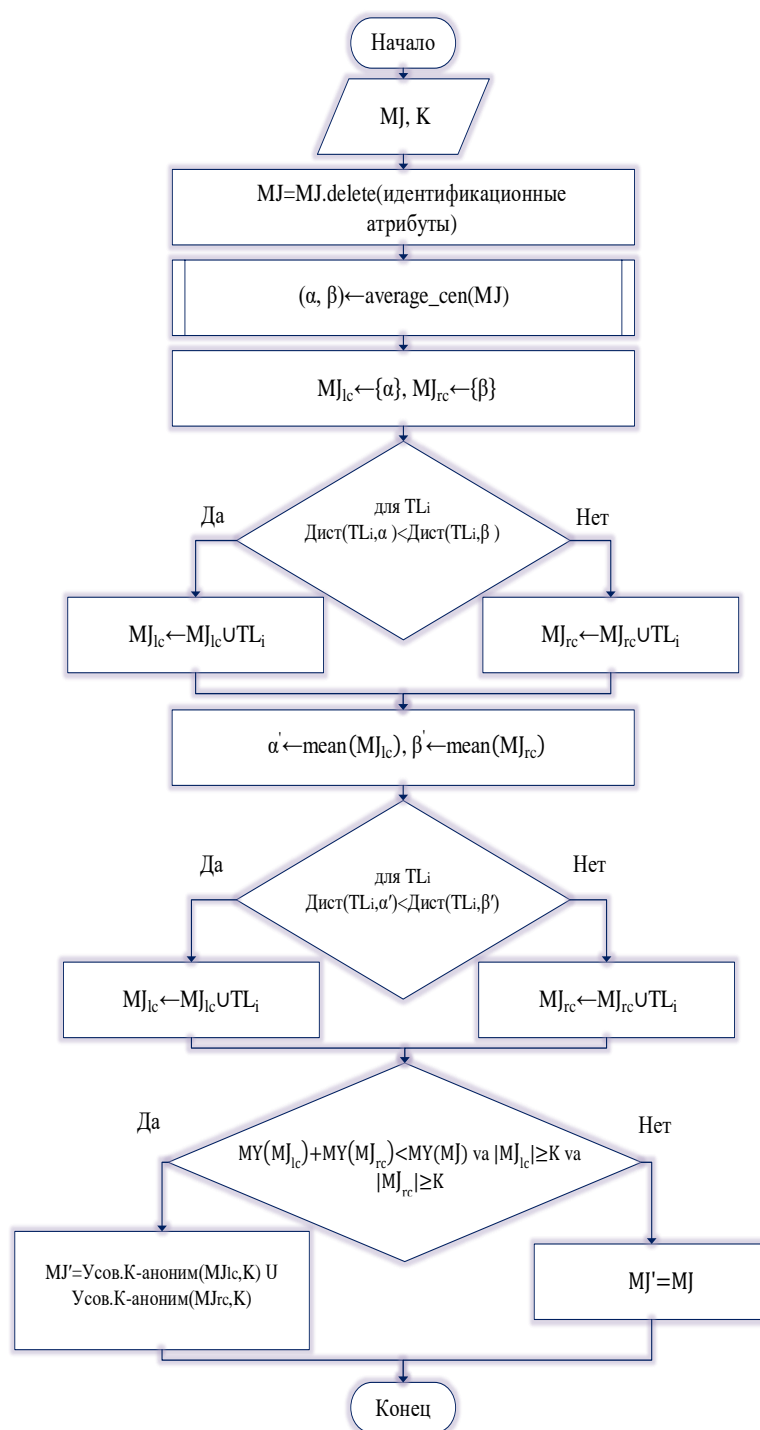 Начало
MJ, K
MJ=MJ.delete(идентификационные
атрибуты)
(α, β)←average_cen(MJ)
MJlc←{α}, MJrc←{β}
для TLi
Дист(TLi,α )<Дист(TLi,β )
Да
Нет
MJlc←MJlc∪TLi
MJrc←MJrc∪TLi
α'←mean(MJlc), β'←mean(MJrc)
для TLi
Дист(TLi,α′)<Дист(TLi,β′)
Да
Нет
MJlc←MJlc∪TLi
MJrc←MJrc∪TLi
MY(MJlc)+MY(MJrc)<MY(MJ) va |MJlc|≥K va
|MJrc|≥K
Да
Нет
MJ′=Усов.К-аноним(MJlc,K) U
Усов.К-аноним(MJrc,K)
MJ'=MJ
Конец